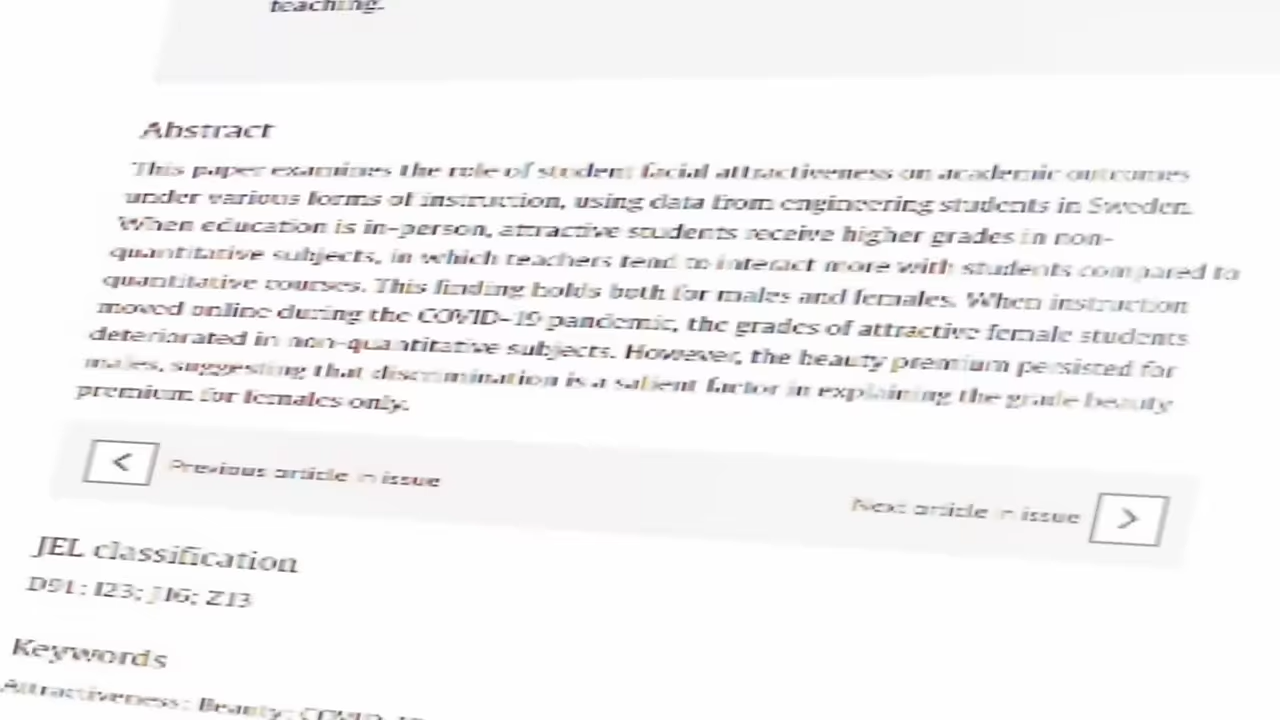 teaching.
Abstract
This paper examines the role of student facial attractiveness on academic outcomes
under various forms of instruction, using data from engineering students in Sweden.
When education is in-person, attractive students receive higher grades in non-
quantitative subjects, in which teachers tend to interact more with students compared to
quantitative courses. This finding holds both for males and females. When instruction
moved online during the COVID-19 pandemic, the grades of attractive female students
deteriorated in non-quantitative subjects. However, the beauty premium persisted for
males, suggesting that discrimination is a salient factor in explaining the grade beauty
premium for females only.
Previous article in issue
Next article in issue
JEL classification
D91; I23; J16; Z13
Keywords
Attractiveness; Beauty; COVID-19